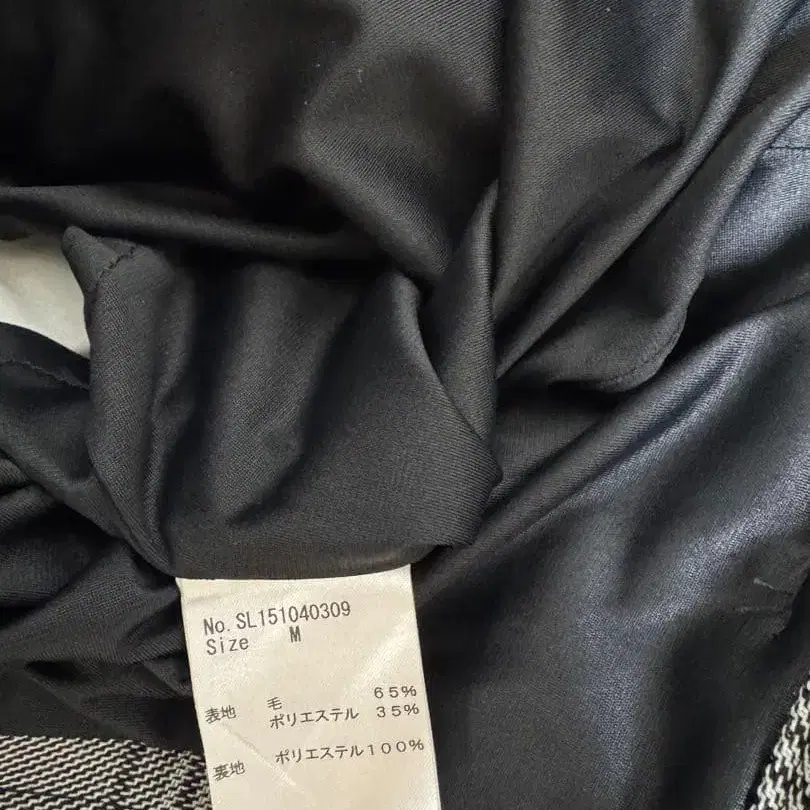 No. SL151040309
Size M
毛 65%
表地 ポリエステル 35%
裏地 ポリエステル100%